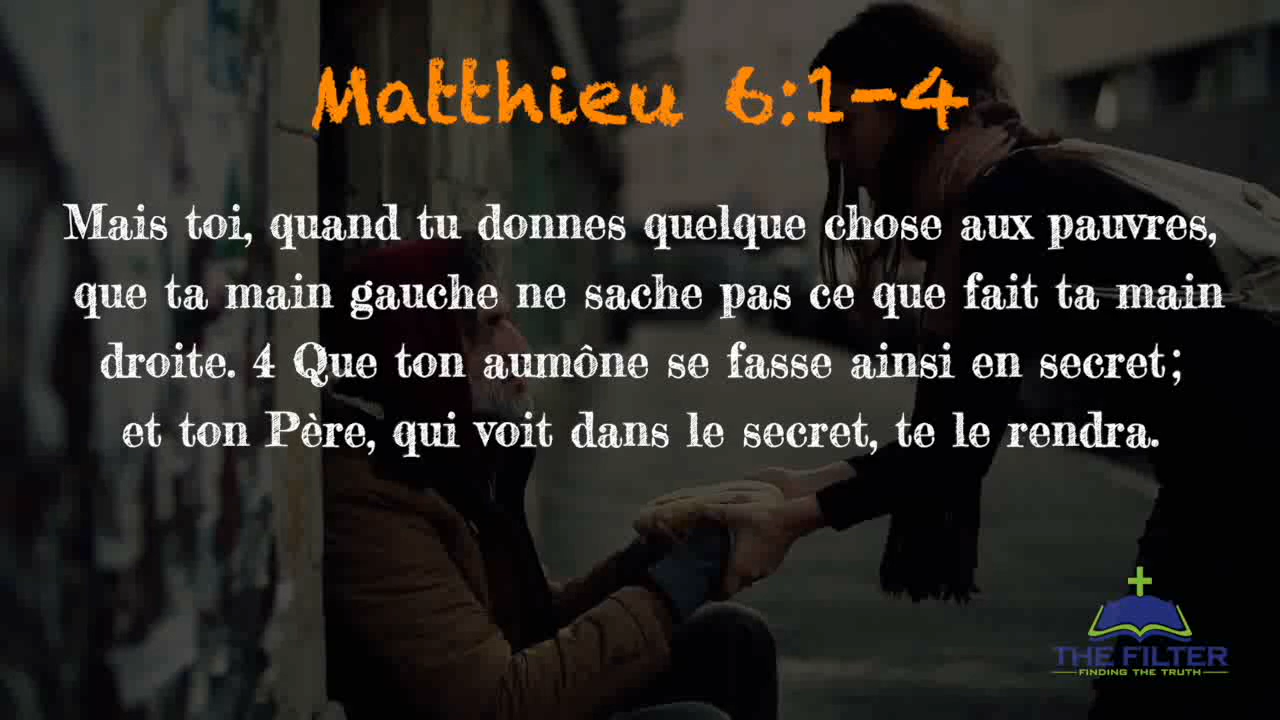 Matthieu 6:1-4
Mais toi, quand tu donnes quelque chose aux pauvres,
que ta main gauche ne sache pas ce que fait ta main
droite. 4 Que ton aumône se fasse ainsi en secret;
et ton Père, qui voit dans le secret, te le rendra.
THE FILTER
FINDING THE TRUTH